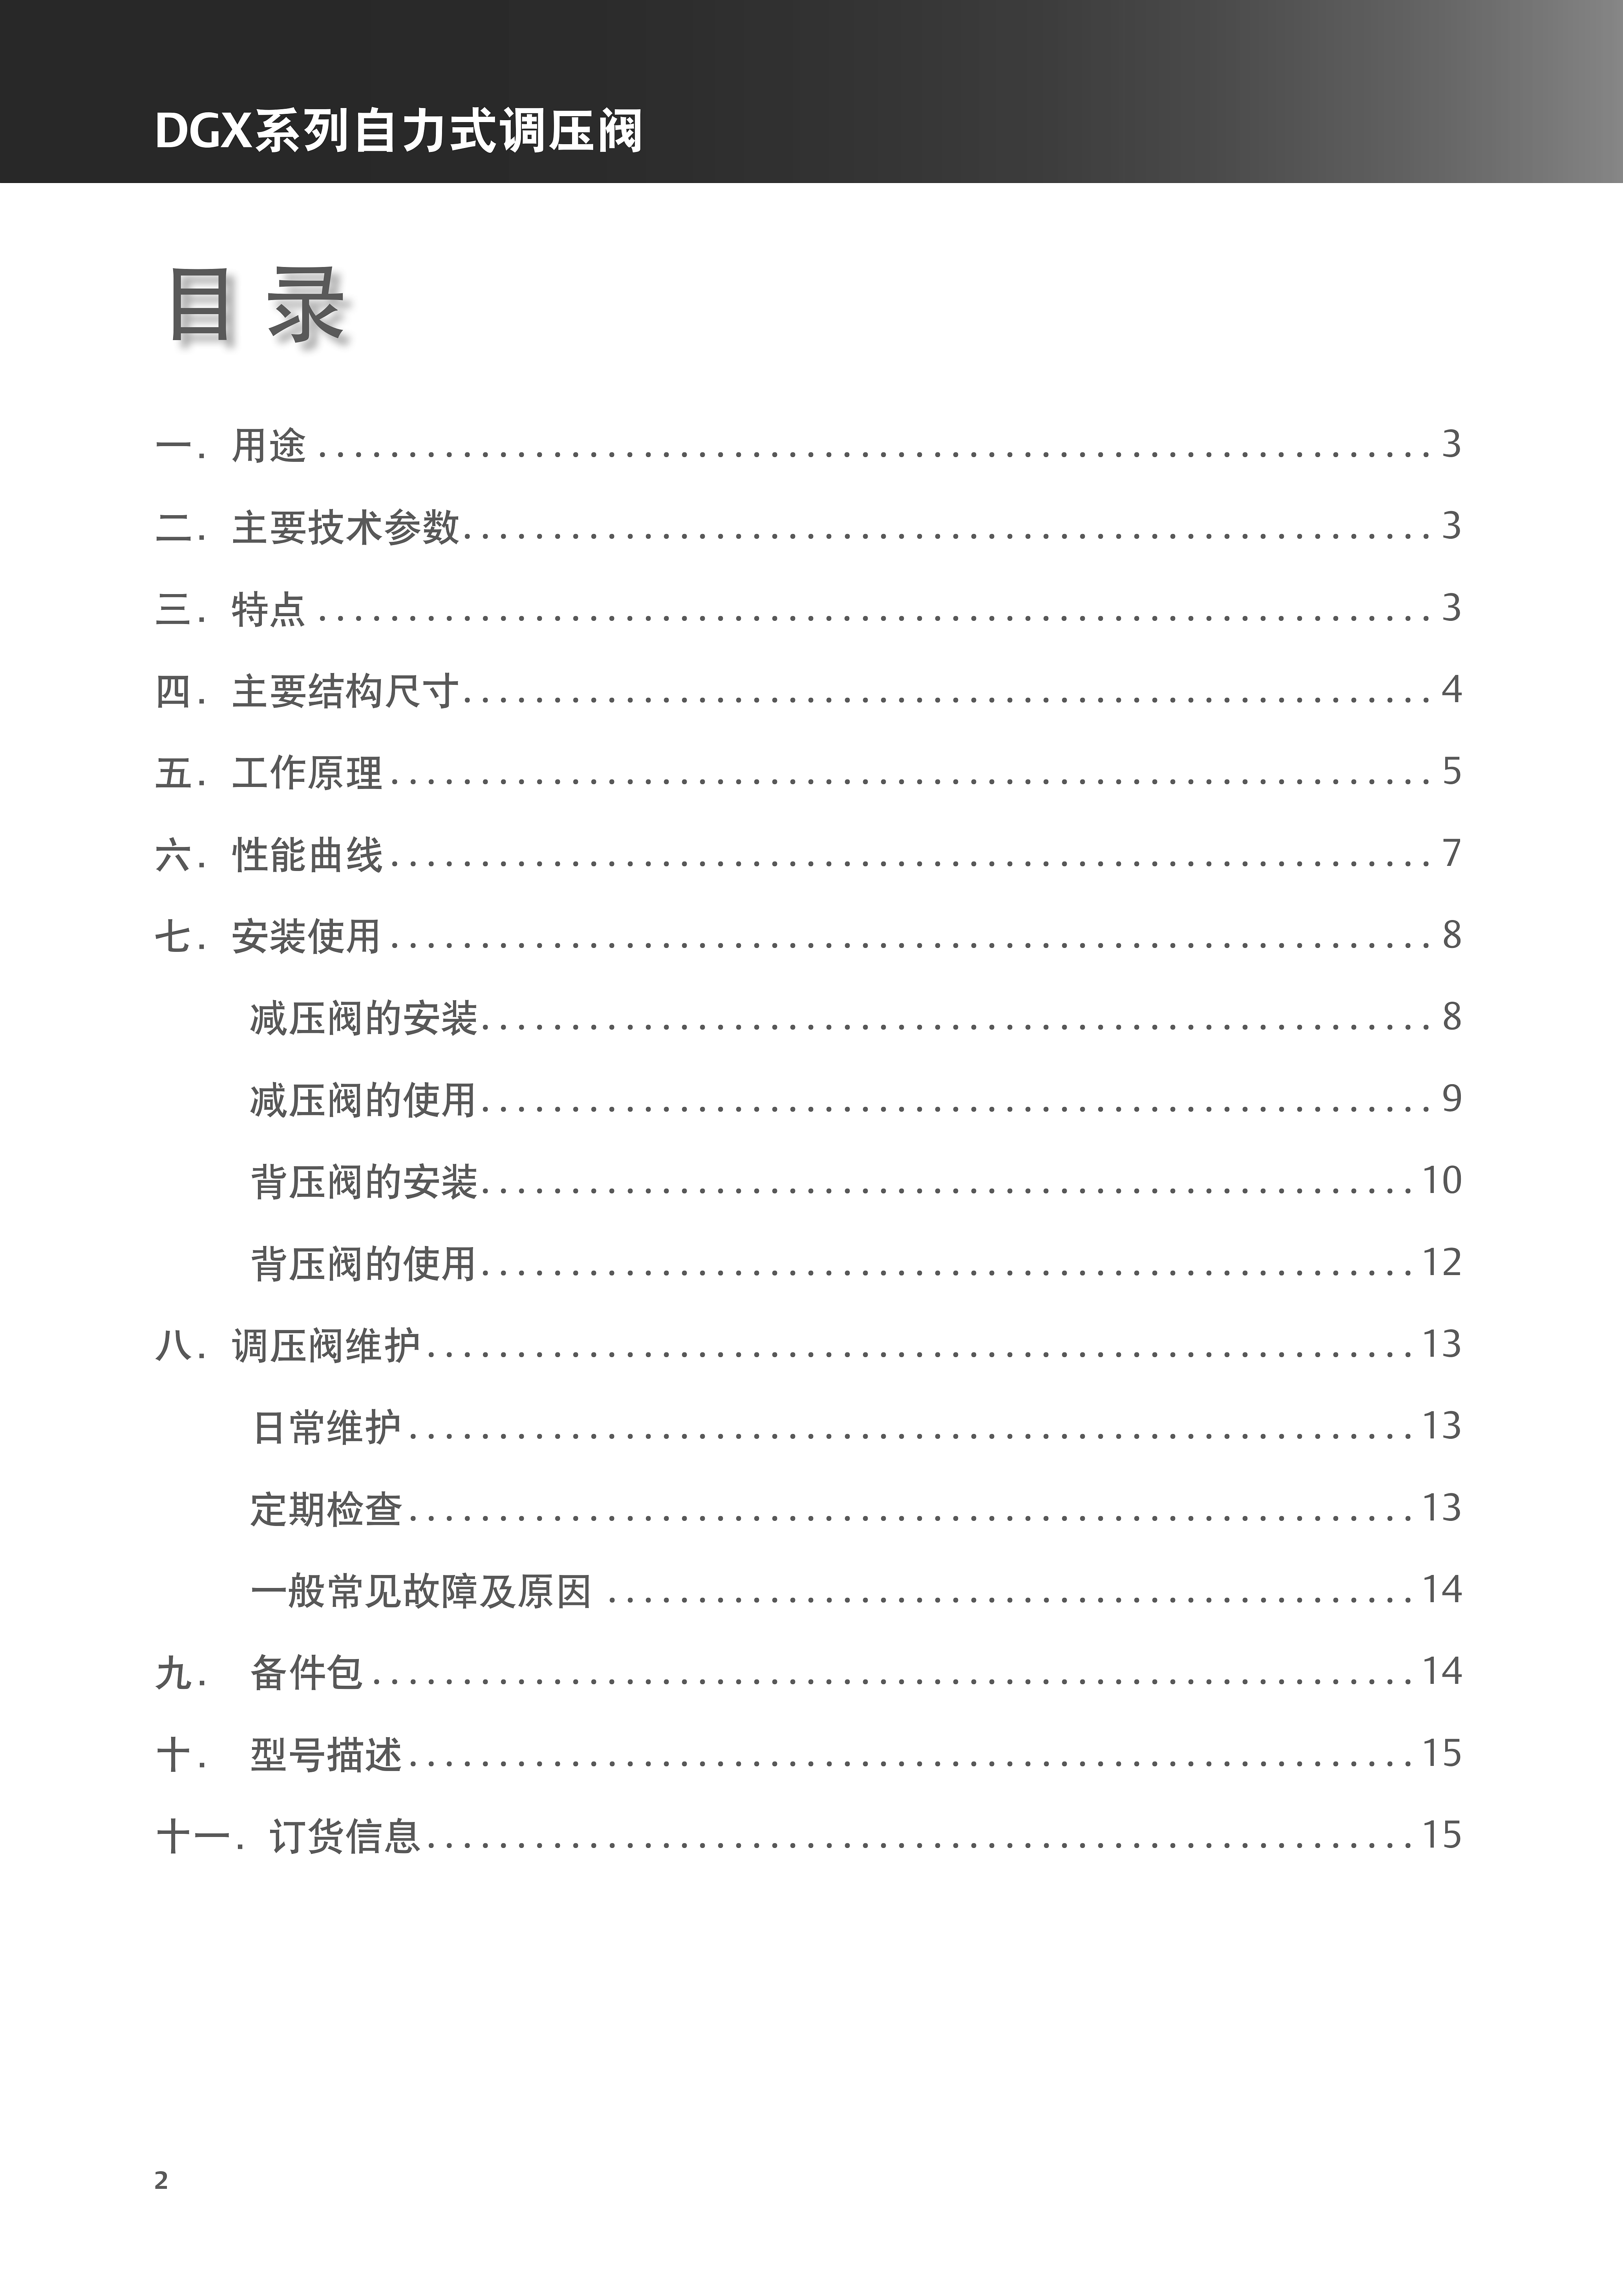 DGX系列自力式调压阀
目 录
一. 用途 . . . . . . . . . . . . . . . . . . . . 3
二. 主要技术参数 . . . . . . . . . . . . . . . . . . . . 3
三. 特点 . . . . . . . . . . . . . . . . . . . . 3
四. 主要结构尺寸 . . . . . . . . . . . . . . . . . . . . 4
五. 工作原理 . . . . . . . . . . . . . . . . . . . . 5
六. 性能曲线 . . . . . . . . . . . . . . . . . . . . 7
七. 安装使用 . . . . . . . . . . . . . . . . . . . . 8
减压阀的安装 . . . . . . . . . . . . . . . . . . . . 8
减压阀的使用 . . . . . . . . . . . . . . . . . . . . 9
背压阀的安装 . . . . . . . . . . . . . . . . . . . . 10
背压阀的使用 . . . . . . . . . . . . . . . . . . . . 12
八. 调压阀维护 . . . . . . . . . . . . . . . . . . . . 13
日常维护 . . . . . . . . . . . . . . . . . . . . 13
定期检查 . . . . . . . . . . . . . . . . . . . . 13
一般常见故障及原因 . . . . . . . . . . . . . . . . . . . . 14
九. 备件包 . . . . . . . . . . . . . . . . . . . . 14
十. 型号描述 . . . . . . . . . . . . . . . . . . . . 15
十一. 订货信息 . . . . . . . . . . . . . . . . . . . . 15
2